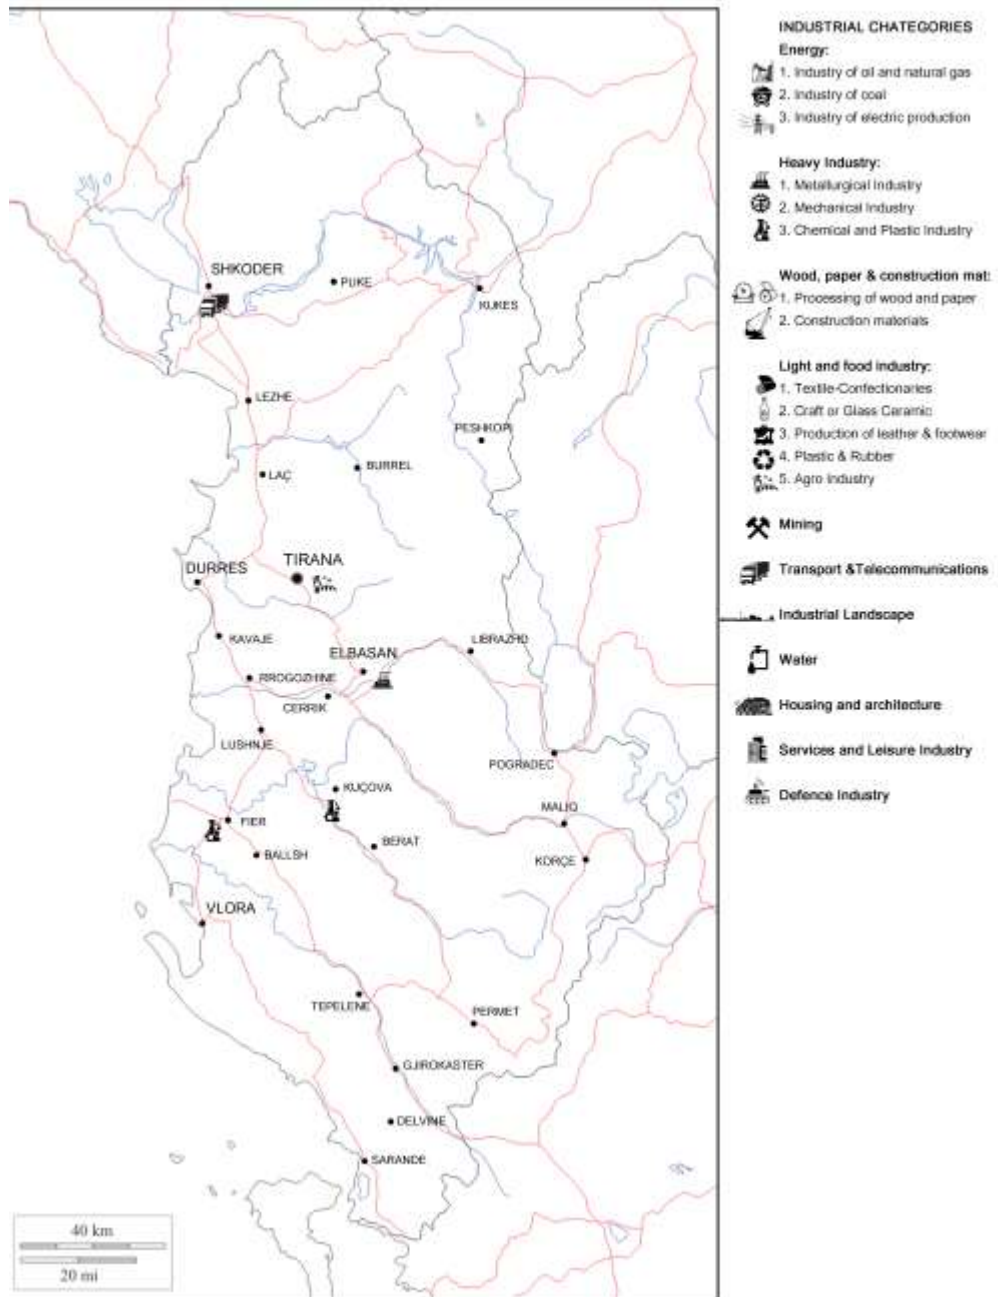 INDUSTRIAL CHATEGORIES
Energy:
1. Industry of oil and natural gas
2. Industry of coal
3. Industry of electric production
Heavy Industry:
1. Metallurgical Industry
2. Mechanical Industry
3. Chemical and Plastic Industry
Wood, paper & construction mat:
1. Processing of wood and paper
2. Construction materials
Light and food industry:
1. Textile-Confectionaries
2. Craft or Glass Ceramic
3. Production of leather & footwear
4. Plastic & Rubber
5. Agro Industry
Mining
Transport &Telecommunications
Industrial Landscape
Water
Housing and architecture
Services and Leisure Industry
Defence Industry
SHKODER
PUKE
KUKES
LEZHE
PESHKOPI
BURREL
LAÇ
TIRANA
DURRES
KAVAJE
LIBRAZHD
ELBASAN
RROGOZHINE
CERRIK
LUSHNJE
POGRADEC
KUÇOVA
MALIQ
FIER
BERAT
BALLSH
KORÇE
VLORA
TEPELENE
PERMET
GJIROKASTER
DELVINE
SARANDE
40 km
20 mi